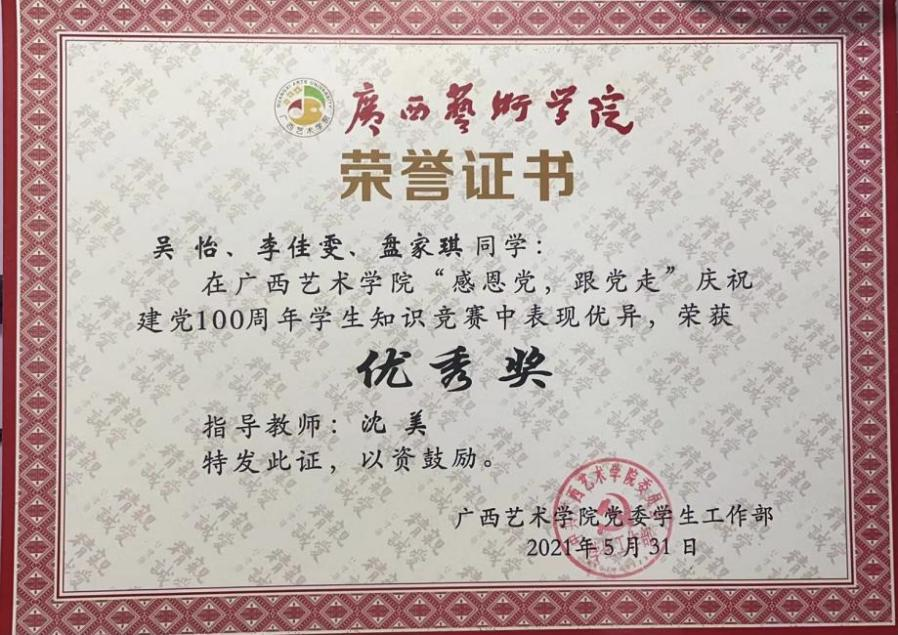 廣西藝術學院
荣誉证书
吴 怡、李佳雯、盘家琪同学：
在广西艺术学院“感恩党，跟党走”庆祝
建党100周年学生知识竞赛中表现优异，荣获
优秀奖
指导教师：沈 美
特发此证，以资鼓励。
广西艺术学院党委学生工作部
2021年5月31日